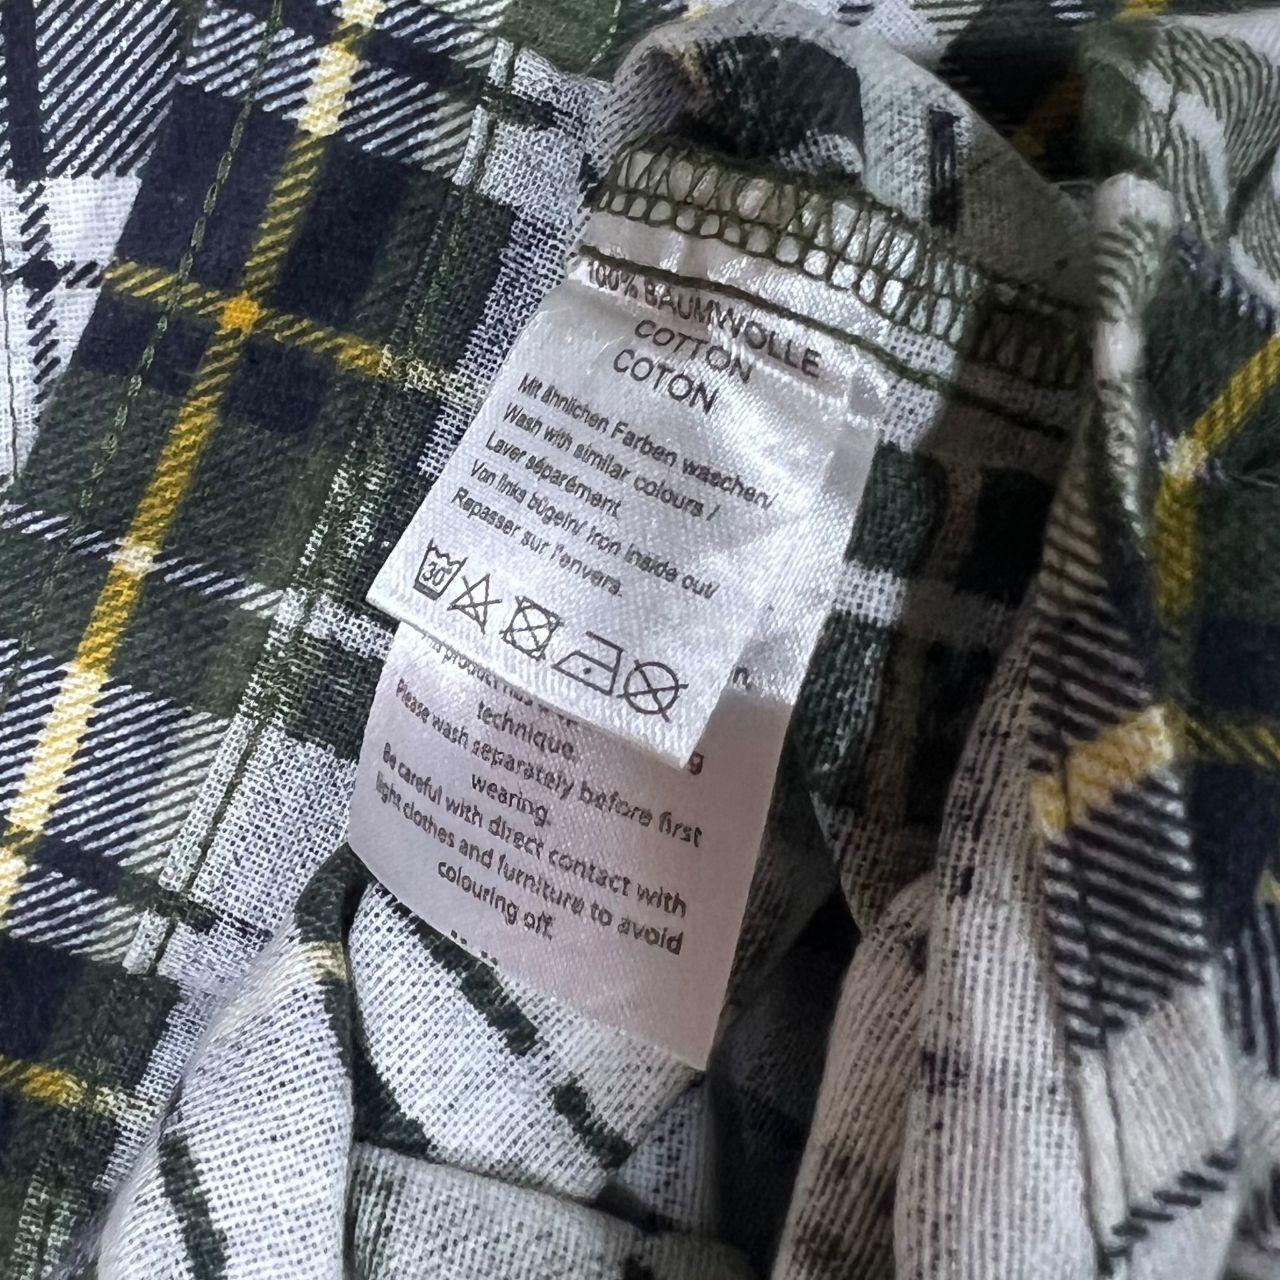 100% BAUMWOLLE
COTTON
COTON
Mit ähnlichen Farben waschen/
Wash with similar colours /
Laver séparément.
Von links bügeln/ Iron inside out/
Repasser sur l'envers.
30°
product has
technique.
g
Please wash separately before first
wearing.
Be careful with direct contact with
light clothes and furniture to avoid
colouring off.